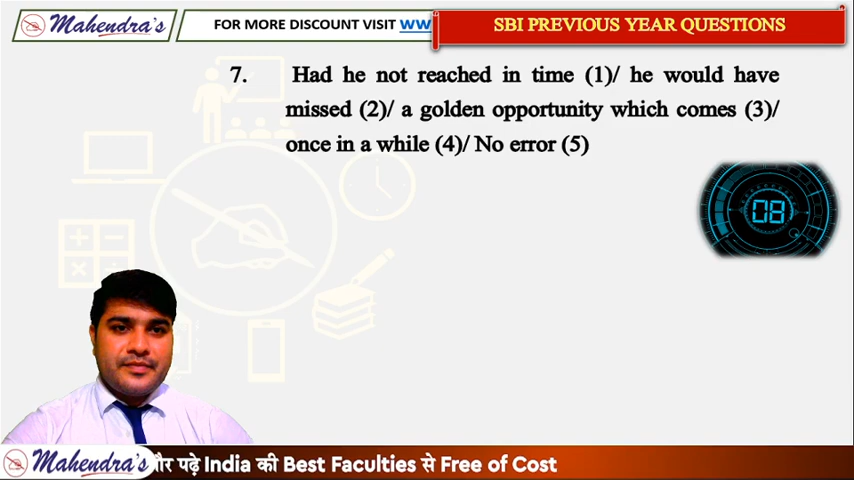 Mahendra's
FOR MORE DISCOUNT VISIT WW
SBI PREVIOUS YEAR QUESTIONS
7. Had he not reached in time (1)/ he would have
missed (2)/ a golden opportunity which comes (3)/
once in a while (4)/ No error (5)
08
Mahendra's
और पढ़े India की Best Faculties से Free of Cost